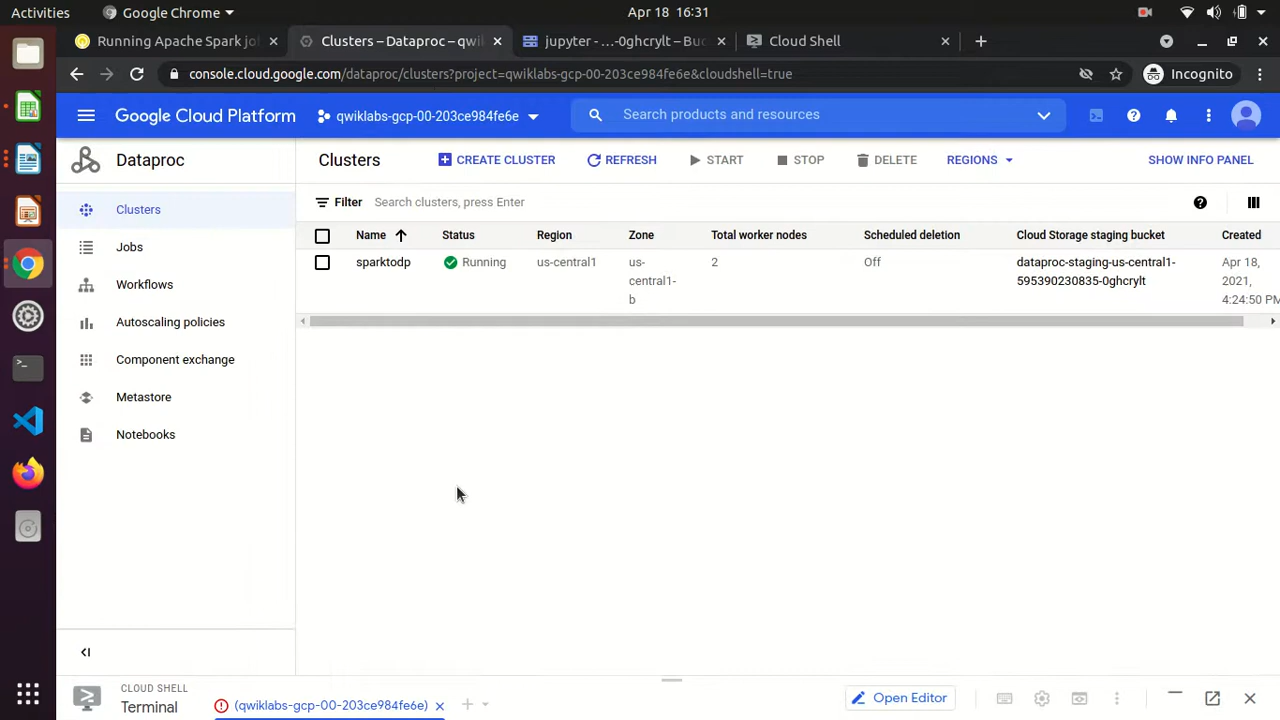 Activities
Google Chrome
Apr 18 16:31
Running Apache Spark jo
Clusters – Dataproc – qwi
jupyter - …-0ghcrylt – Buc
Cloud Shell
console.cloud.google.com/dataproc/clusters?project=qwiklabs-gcp-00-203ce984fe6e&cloudshell=true
Incognito
Google Cloud Platform
qwiklabs-gcp-00-203ce984fe6e
Search products and resources
Dataproc
Clusters
CREATE CLUSTER
REFRESH
START
STOP
DELETE
REGIONS
SHOW INFO PANEL
Clusters
Jobs
Workflows
Autoscaling policies
Component exchange
Metastore
Notebooks
Filter Search clusters, press Enter
Name Status Region Zone Total worker nodes Scheduled deletion Cloud Storage staging bucket Created
sparktodp Running us-central1 us- 2 Off dataproc-staging-us-central1- Apr 18,
central1- 595390230835-0ghcrylt 2021,
b 4:24:50 PM
CLOUD SHELL
Terminal
(qwiklabs-gcp-00-203ce984fe6e)
Open Editor